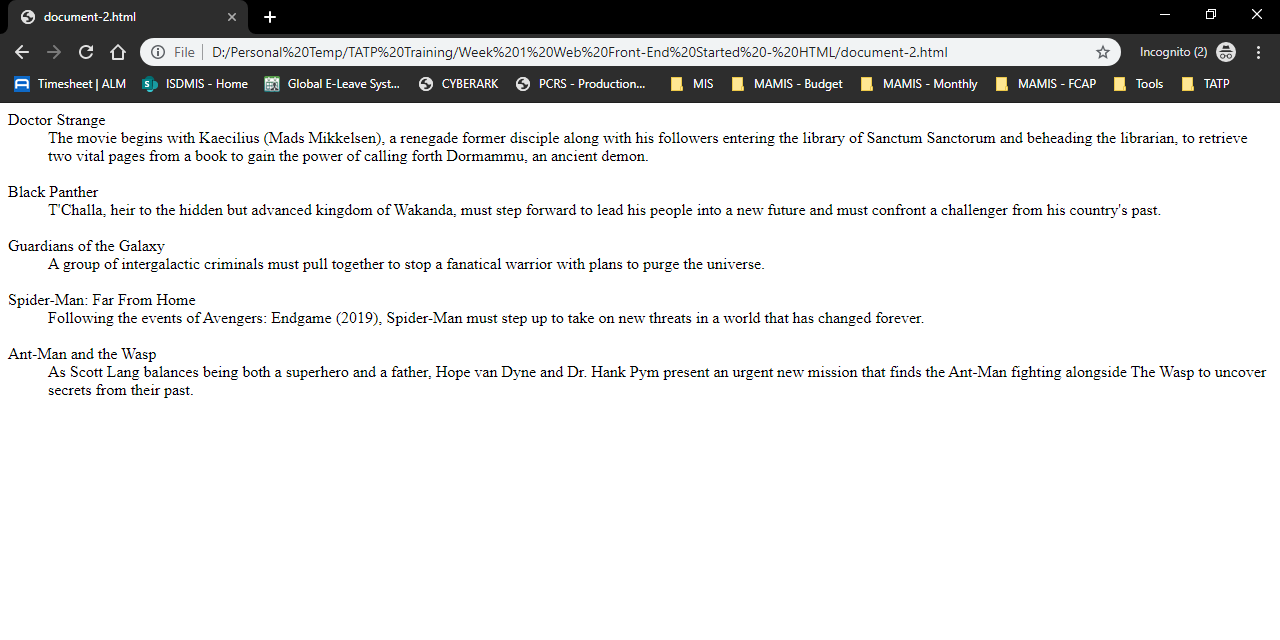 document-2.html
File D:/Personal%20Temp/TATP%20Training/Week%201%20Web%20Front-End%20Started%20-%20HTML/document-2.html Incognito (2)
Timesheet | ALM ISDMIS - Home Global E-Leave Syst... CYBERARK PCRS - Production... MIS MAMIS - Budget MAMIS - Monthly MAMIS - FCAP Tools TATP
Doctor Strange
The movie begins with Kaecilius (Mads Mikkelsen), a renegade former disciple along with his followers entering the library of Sanctum Sanctorum and beheading the librarian, to retrieve
two vital pages from a book to gain the power of calling forth Dormammu, an ancient demon.
Black Panther
T'Challa, heir to the hidden but advanced kingdom of Wakanda, must step forward to lead his people into a new future and must confront a challenger from his country's past.
Guardians of the Galaxy
A group of intergalactic criminals must pull together to stop a fanatical warrior with plans to purge the universe.
Spider-Man: Far From Home
Following the events of Avengers: Endgame (2019), Spider-Man must step up to take on new threats in a world that has changed forever.
Ant-Man and the Wasp
As Scott Lang balances being both a superhero and a father, Hope van Dyne and Dr. Hank Pym present an urgent new mission that finds the Ant-Man fighting alongside The Wasp to uncover
secrets from their past.